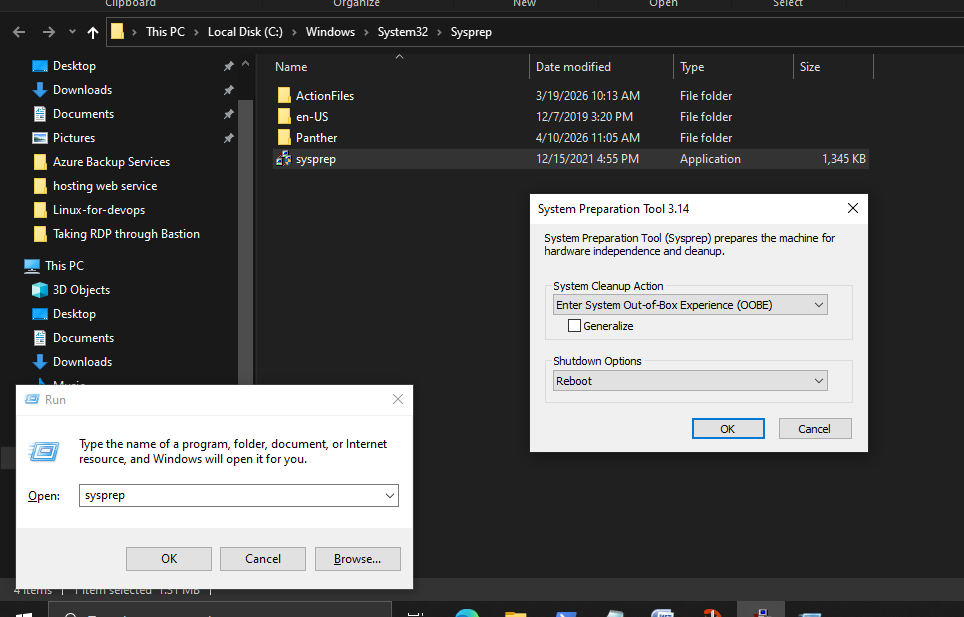 Clipboard Organize New Open Select
This PC Local Disk (C:) Windows System32 Sysprep
Desktop
Downloads
Documents
Pictures
Azure Backup Services
hosting web service
Linux-for-devops
Taking RDP through Bastion
This PC
3D Objects
Desktop
Documents
Downloads
Music
Name Date modified Type Size
ActionFiles 3/19/2026 10:13 AM File folder
en-US 12/7/2019 3:20 PM File folder
Panther 4/10/2026 11:05 AM File folder
sysprep 12/15/2021 4:55 PM Application 1,345 KB
System Preparation Tool 3.14
System Preparation Tool (Sysprep) prepares the machine for
hardware independence and cleanup.
System Cleanup Action
Enter System Out-of-Box Experience (OOBE)
Generalize
Shutdown Options
Reboot
OK Cancel
Run
Type the name of a program, folder, document, or Internet
resource, and Windows will open it for you.
Open: sysprep
OK Cancel Browse...
4 items 1 item selected 1.31 MB